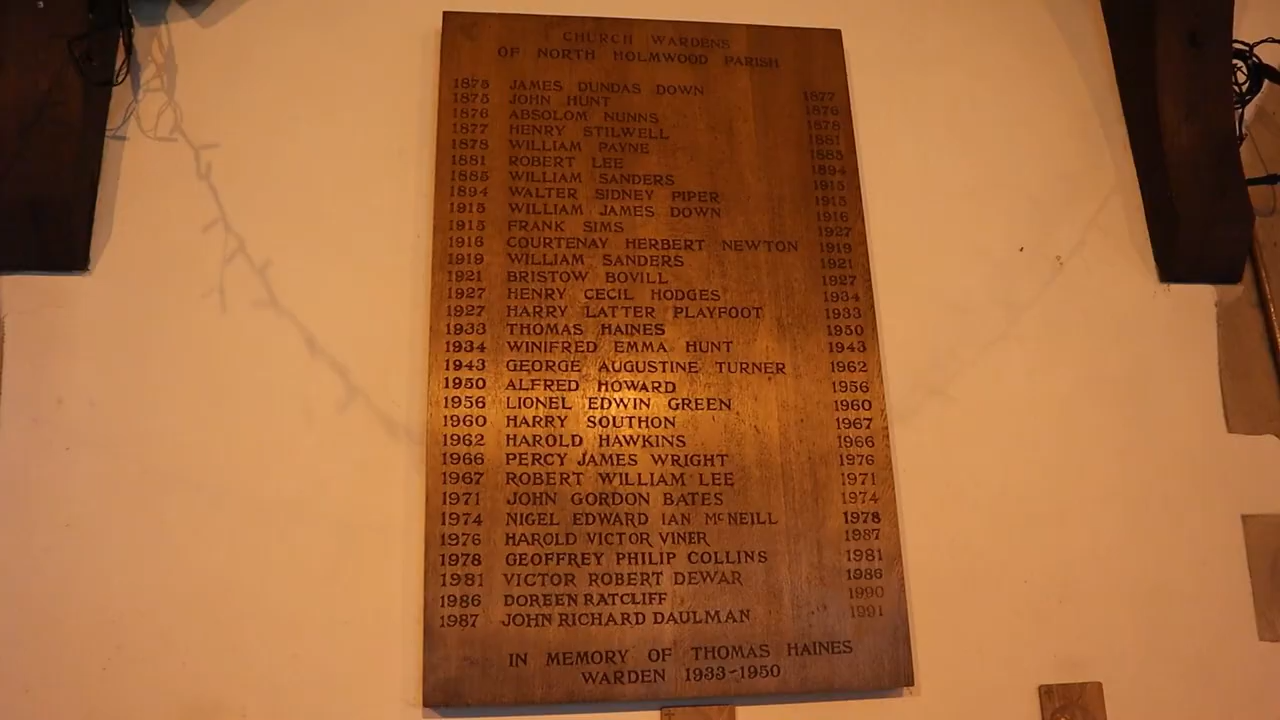 CHURCH WARDENS
OF NORTH HOLMWOOD PARISH
1875 JAMES DUNDAS DOWN 1877
1875 JOHN HUNT 1876
1876 ABSOLOM NUNNS 1878
1877 HENRY STILWELL 1881
1878 WILLIAM PAYNE 1885
1881 ROBERT LEE 1894
1885 WILLIAM SANDERS 1915
1894 WALTER SIDNEY PIPER 1915
1915 WILLIAM JAMES DOWN 1916
1915 FRANK SIMS 1927
1916 COURTENAY HERBERT NEWTON 1919
1919 WILLIAM SANDERS 1921
1921 BRISTOW BOVILL 1927
1927 HENRY CECIL HODGES 1934
1927 HARRY LATTER PLAYFOOT 1933
1933 THOMAS HAINES 1950
1934 WINIFRED EMMA HUNT 1943
1943 GEORGE AUGUSTINE TURNER 1962
1950 ALFRED HOWARD 1956
1956 LIONEL EDWIN GREEN 1960
1960 HARRY SOUTHON 1967
1962 HAROLD HAWKINS 1966
1966 PERCY JAMES WRIGHT 1976
1967 ROBERT WILLIAM LEE 1971
1971 JOHN GORDON BATES 1974
1974 NIGEL EDWARD IAN McNEILL 1978
1976 HAROLD VICTOR VINER 1987
1978 GEOFFREY PHILIP COLLINS 1981
1981 VICTOR ROBERT DEWAR 1986
1986 DOREEN RATCLIFF 1990
1987 JOHN RICHARD DAULMAN 1991
IN MEMORY OF THOMAS HAINES
WARDEN 1933-1950